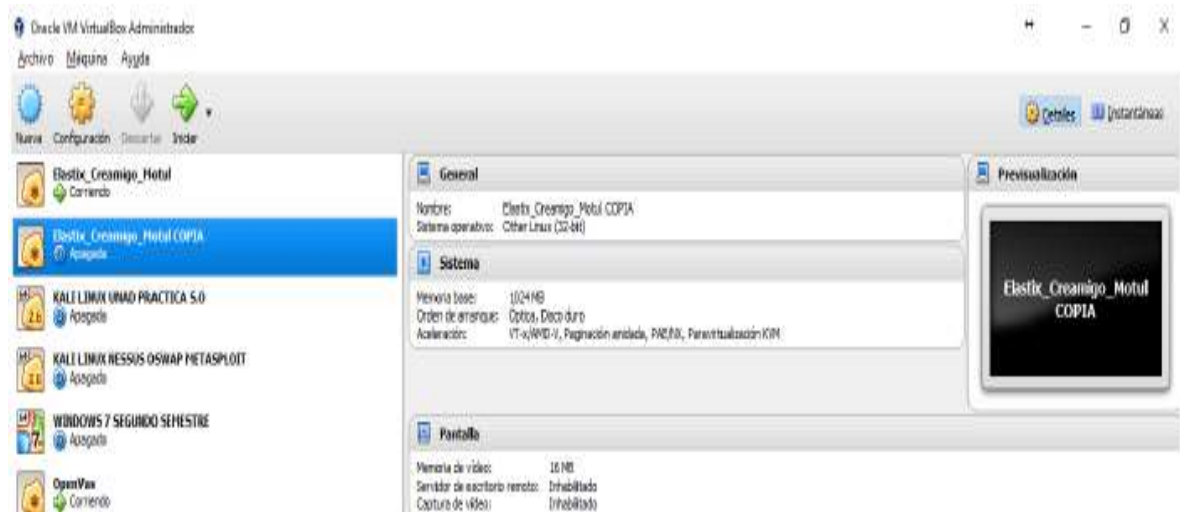 Oracle VM VirtualBox Administrador
Archivo Máquina Ayuda
Nueva Configuración Descartar Iniciar
Detalles Instantáneas
Elastix_Creamigo_Motul
Corriendo
Elastix_Creamigo_Motul COPIA
Apagada
KALI LINUX UNAD PRACTICA 5.0
Apagada
KALI LINUX NESSUS OSWAP METASPLOIT
Apagada
WINDOWS 7 SEGUNDO SEMESTRE
Apagada
OpenVas
Corriendo
General
Nombre: Elastix_Creamigo_Motul COPIA
Sistema operativo: Other Linux (32-bit)
Sistema
Memoria base: 1024 MB
Orden de arranque: Óptica, Disco duro
Aceleración: VT-x/AMD-V, Paginación anidada, PAE/NX, Paravirtualización KVM
Pantalla
Memoria de vídeo: 16 MB
Servidor de escritorio remoto: Inhabilitado
Captura de vídeo: Inhabilitado
Previsualización
Elastix_Creamigo_Motul
COPIA